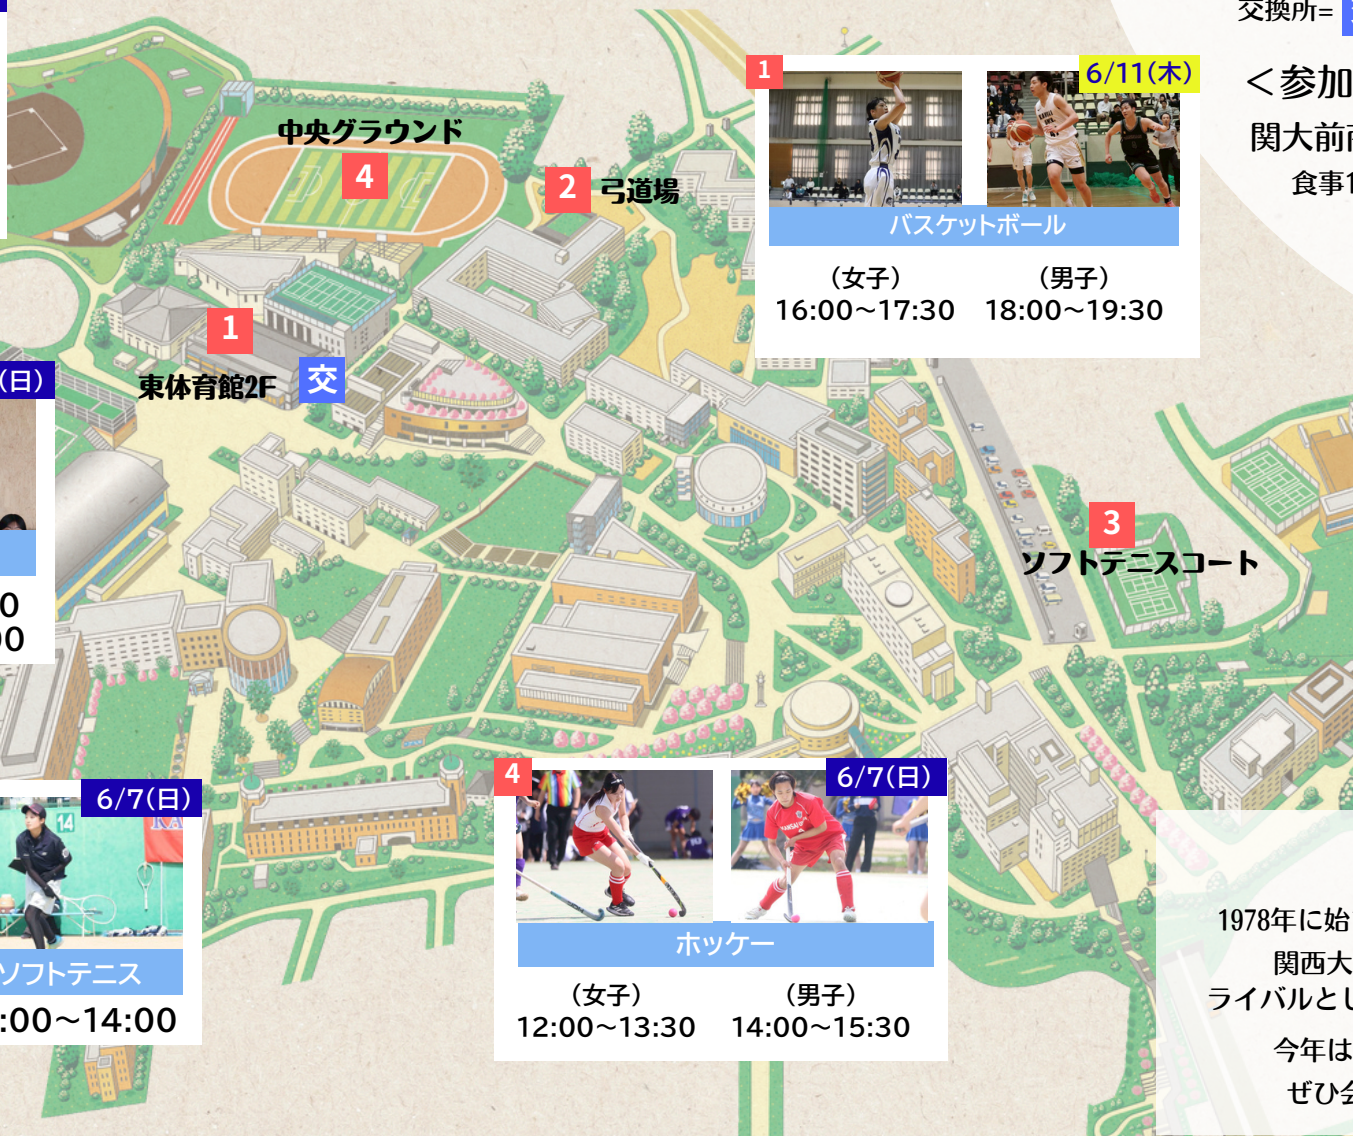 交換所=
<参加
関大前
食事1
1
6/11(木)
バスケットボール
(女子) (男子)
16:00~17:30 18:00~19:30
中央グラウンド
4
2 弓道場
1
東体育館2F 交
(日)
0
00
3
ソフトテニスコート
6/7(日)
14
ソフトテニス
:00~14:00
4
6/7(日)
ホッケー
(女子) (男子)
12:00~13:30 14:00~15:30
1978年に始
関西大
ライバルとし
今年は
ぜひ会